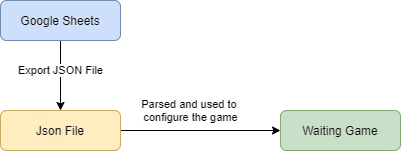 Google Sheets
Export JSON File
Parsed and used to
configure the game
Json File
Waiting Game